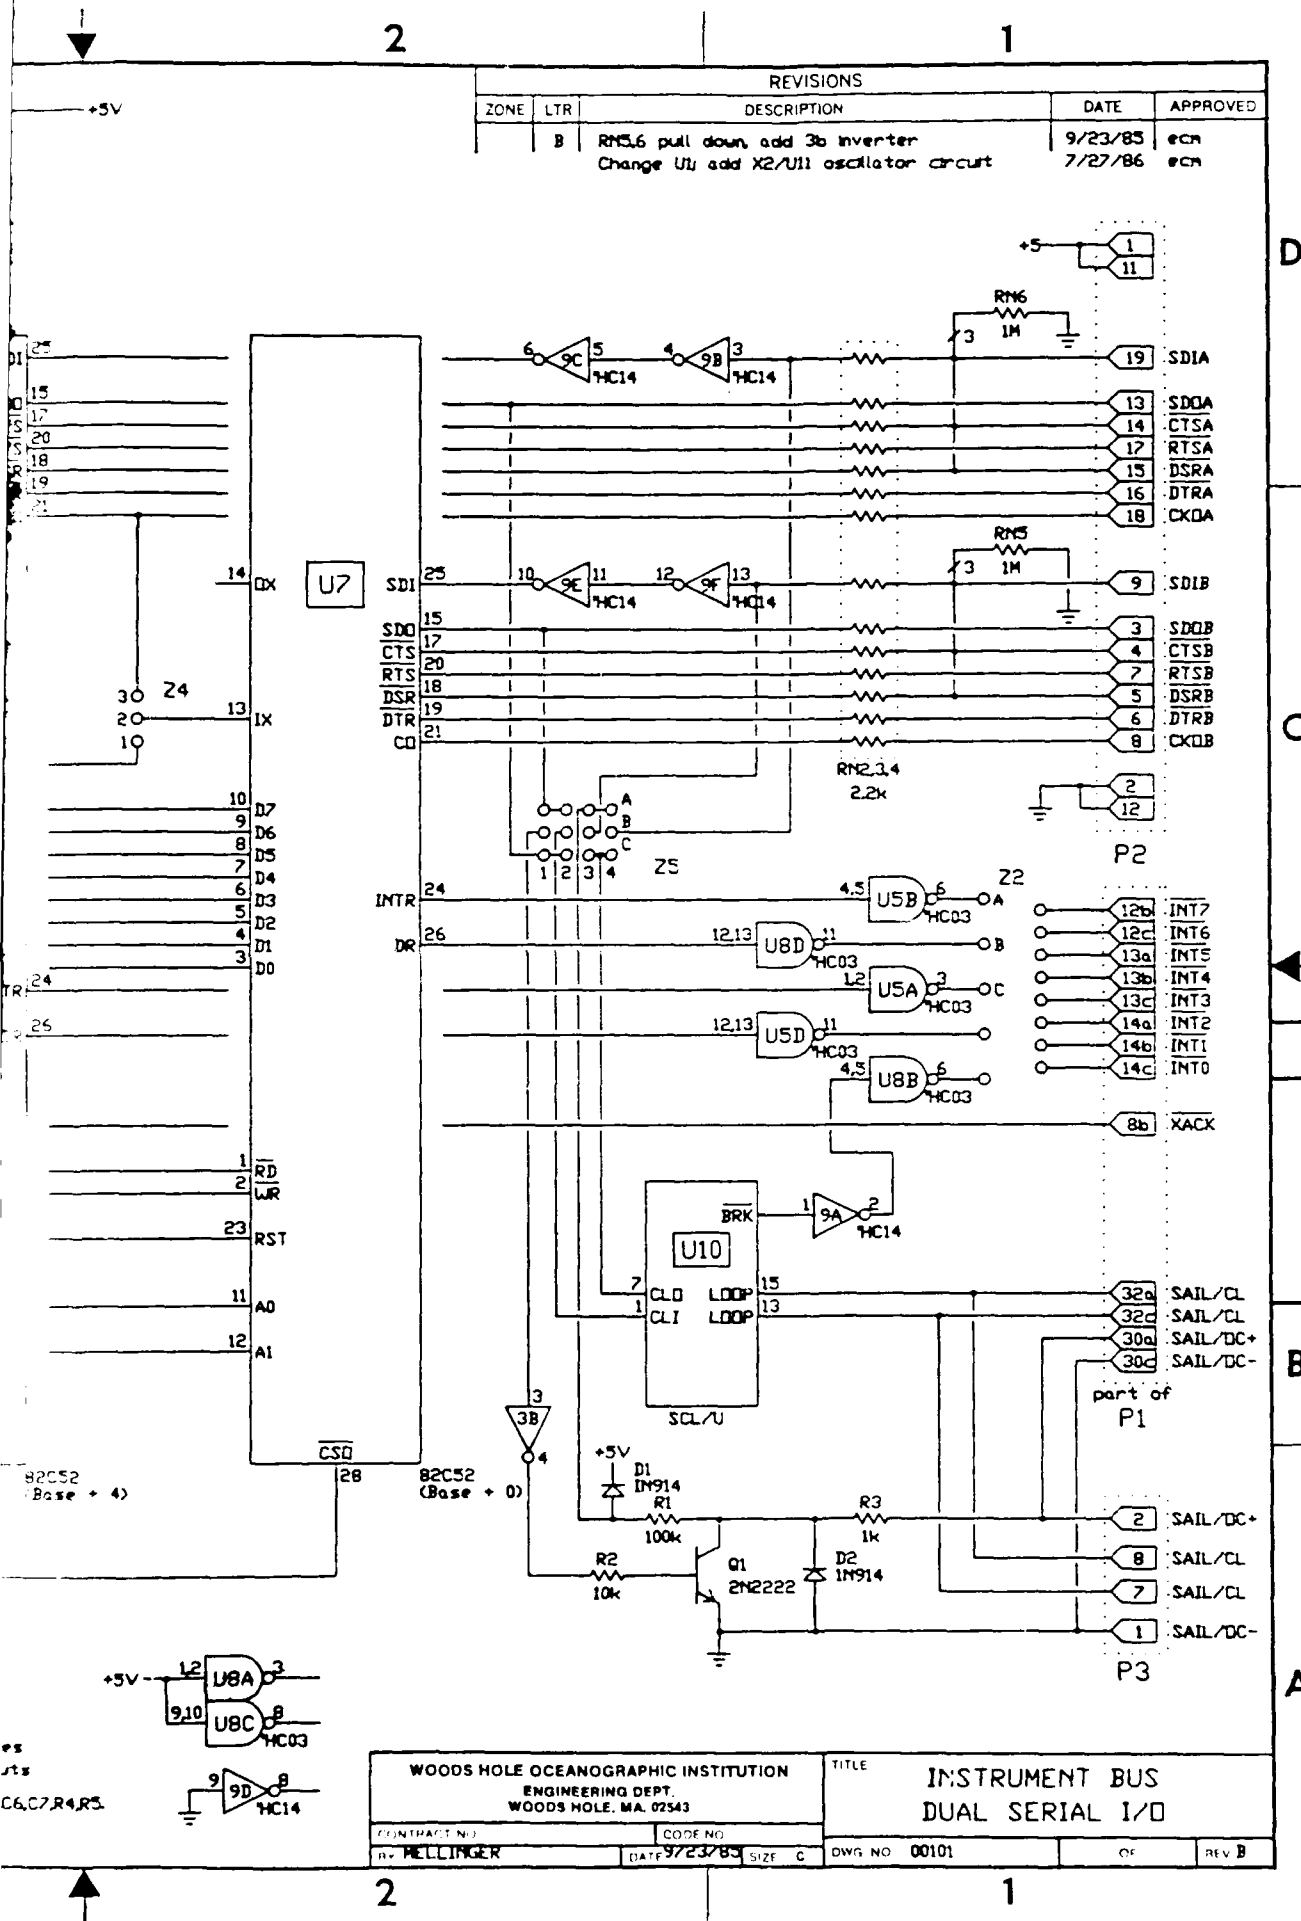 2
1
REVISIONS
ZONE LTR DESCRIPTION DATE APPROVED
B RN5,6 pull down, add 3b inverter 9/23/85 ecm
Change U1; add X2/U11 oscillator circuit 7/27/86 ecm
+5V
D
+5 1
11
RN6
1M
3
25 6 9C 5 'HC14 4 9B 3 'HC14 19 SDIA
15 13 SDOA
17 14 CTSA
20 17 RTSA
18 15 DSRA
19 16 DTRA
21 18 CKOA
RN5
1M
3
14 OX U7 SDI 25 10 9E 11 'HC14 12 9F 13 'HC14 9 SDIB
SDO 15 3 SDOB
CTS 17 4 CTSB
RTS 20 7 RTSB
DSR 18 5 DSRB
DTR 19 6 DTRB
CO 21 8 CKOB
3 Z4
2 13 IX
1
C
RN2,3,4
2.2k
2
12
P2
10 D7
9 D6
8 D5
7 D4
6 D3
5 D2
4 D1
3 D0
A
B
C
1 2 3 4 Z5
INTR 24 4,5 U5B 6 'HC03 A Z2
DR 26 12,13 U8D 11 'HC03 B
24 1,2 U5A 3 'HC03 C
26 12,13 U5D 11 'HC03
4,5 U8B 6 'HC03
12b INT7
12c INT6
13a INT5
13b INT4
13c INT3
14a INT2
14b INT1
14c INT0
8b XACK
1 RD
2 WR
23 RST
11 A0
12 A1
BRK 1 9A 2 'HC14
U10
7 CLO LOOP 15
1 CLI LOOP 13
SCL/U
32a SAIL/CL
32c SAIL/CL
30a SAIL/DC+
30c SAIL/DC-
part of
P1
B
3
3B
4
CSO
28
82C52
(Base + 4)
82C52
(Base + 0)
+5V
D1
1N914
R1
100k
R3
1k
R2
10k
Q1
2N2222
D2
1N914
2 SAIL/DC+
8 SAIL/CL
7 SAIL/CL
1 SAIL/DC-
P3
A
+5V 1,2 U8A 3
9,10 U8C 8
'HC03
9 9D 8
'HC14
C6,C7,R4,R5.
WOODS HOLE OCEANOGRAPHIC INSTITUTION
ENGINEERING DEPT.
WOODS HOLE, MA. 02543
CONTRACT NO. CODE NO
BY MELLINGER DATE 9/23/85 SIZE C
TITLE
INSTRUMENT BUS
DUAL SERIAL I/O
DWG NO 00101 OF REV B
2
1